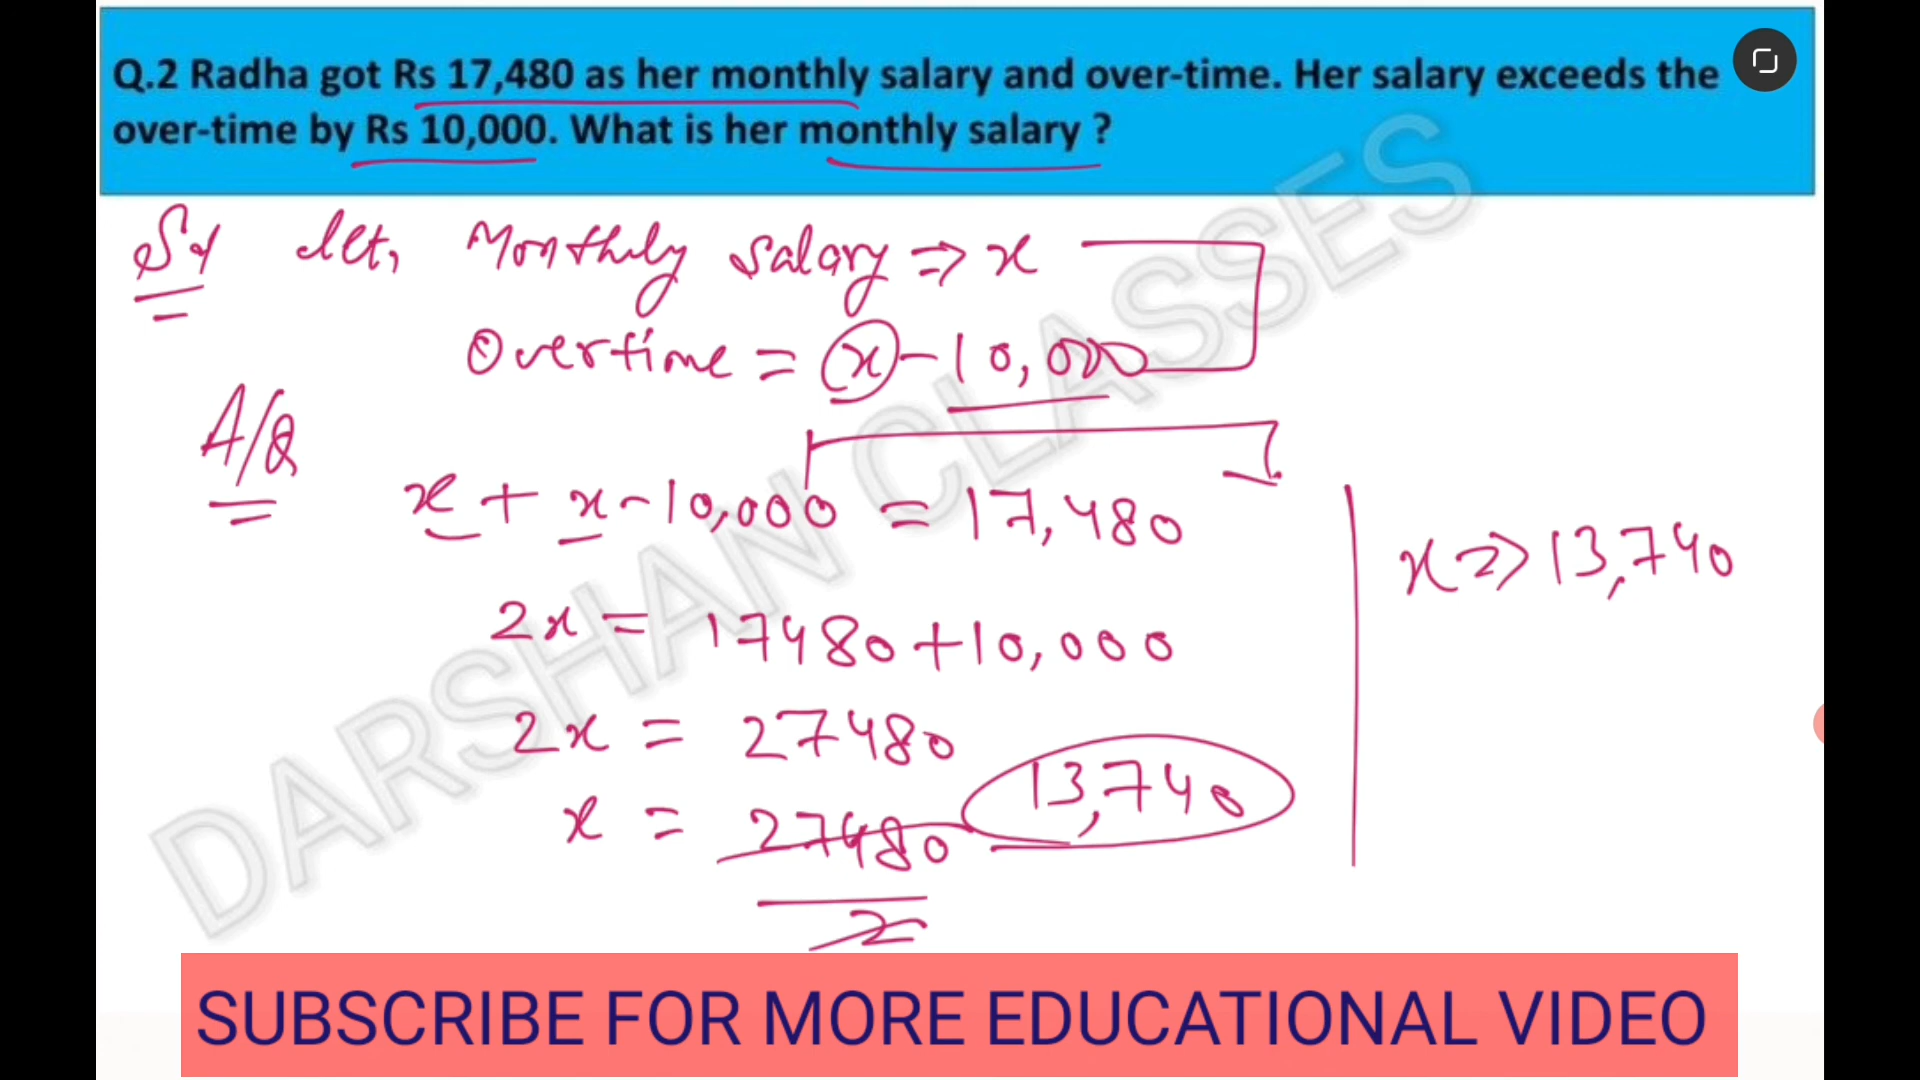 Q.2 Radha got Rs 17,480 as her monthly salary and over-time. Her salary exceeds the
over-time by Rs 10,000. What is her monthly salary ?
let, Monthly salary ⇒ x
Overtime = x - 10,000
A/Q
x + x - 10,000 = 17,480
2x = 17480 + 10,000
2x = 27480
x = 27480 13,740
2
x ⇒ 13,740
DARSHAN CLASSES
SUBSCRIBE FOR MORE EDUCATIONAL VIDEO